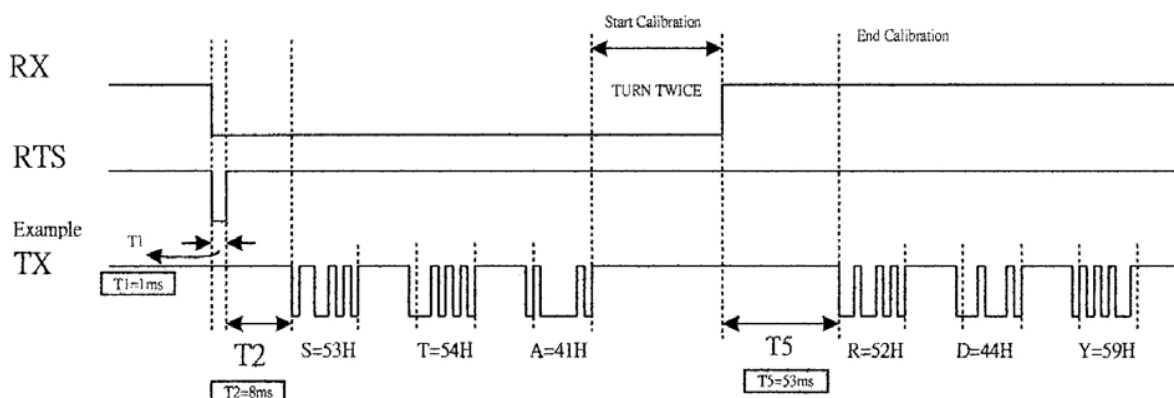 Start Calibration
End Calibration
RX
TURN TWICE
RTS
Example
T1
TX
T1=1ms
T2
S=53H
T=54H
A=41H
T5
R=52H
D=44H
Y=59H
T2=8ms
T5=53ms